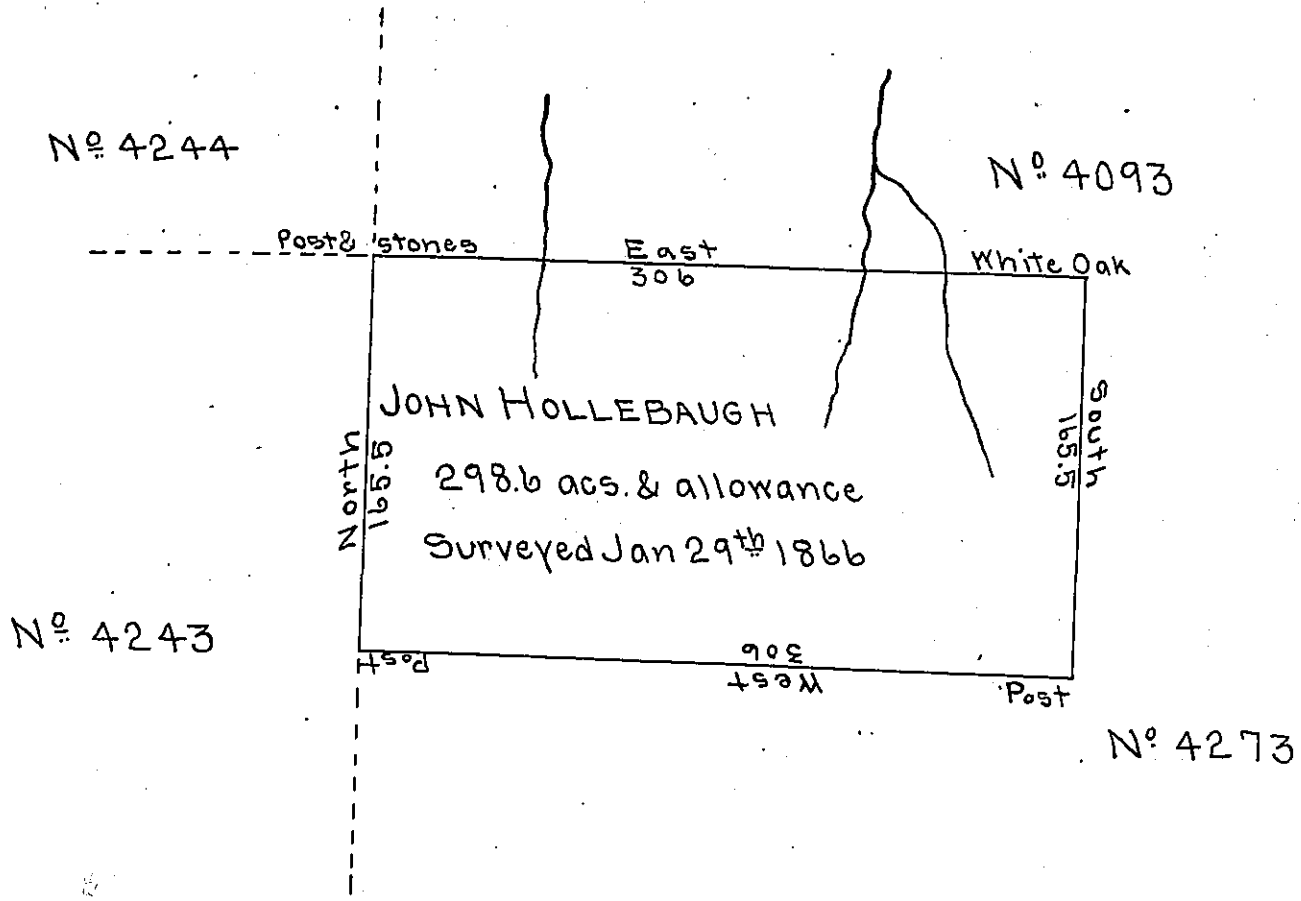 Nº 4244
Nº 4093
Post & stones
East
306
White Oak
South
165.5
JOHN HOLLEBAUGH
298.6 acs. & allowance
Surveyed Jan 29th 1866
North
165.5
Nº 4243
Post
306
West
Post
Nº 4273